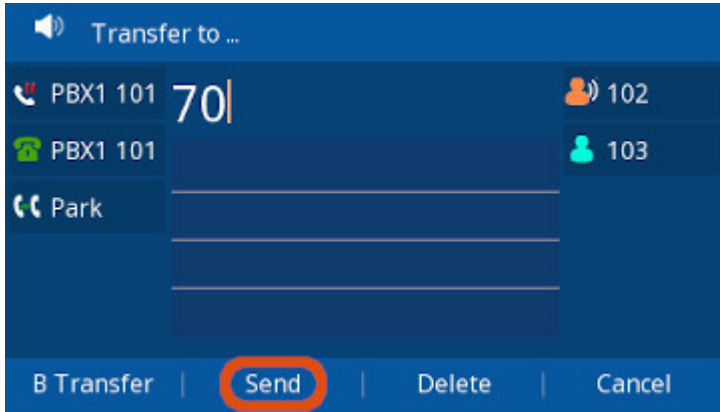 Transfer to ...
PBX1 101
70
102
PBX1 101
103
Park
B Transfer | Send | Delete | Cancel